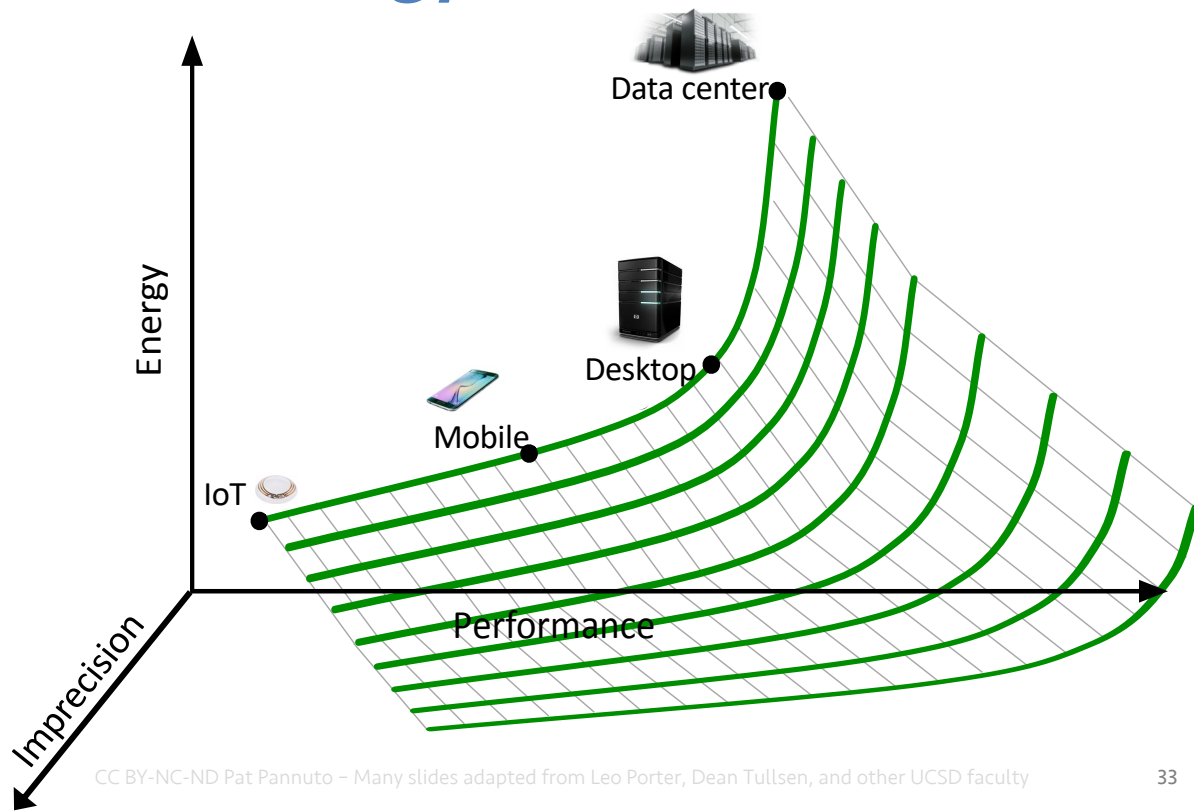 Data center
Energy
Desktop
Mobile
IoT
Performance
Imprecision
CC BY-NC-ND Pat Pannuto – Many slides adapted from Leo Porter, Dean Tullsen, and other UCSD faculty
33